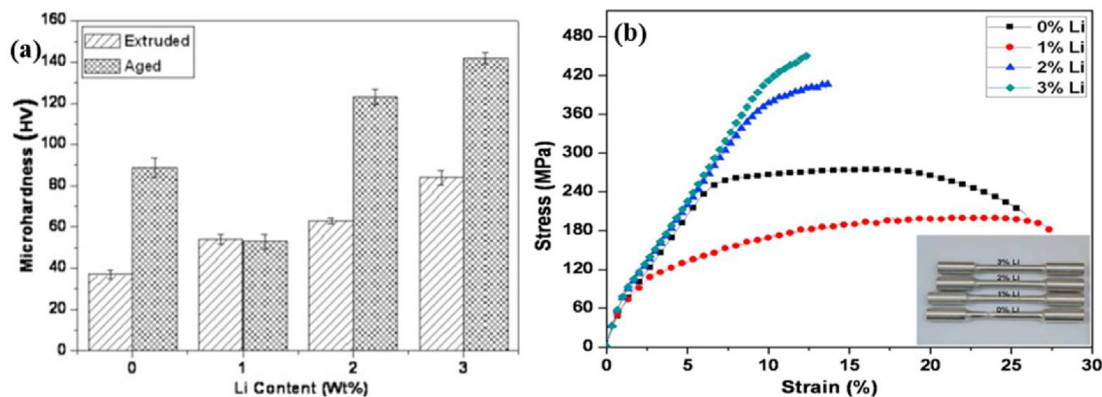 (a)
Extruded
Aged
Microhardness (HV)
160
140
120
100
80
60
40
20
0
0 1 2 3
Li Content (Wt%)
(b)
0% Li
1% Li
2% Li
3% Li
Stress (MPa)
480
420
360
300
240
180
120
60
0
0 5 10 15 20 25 30
Strain (%)
3% Li
2% Li
1% Li
0% Li